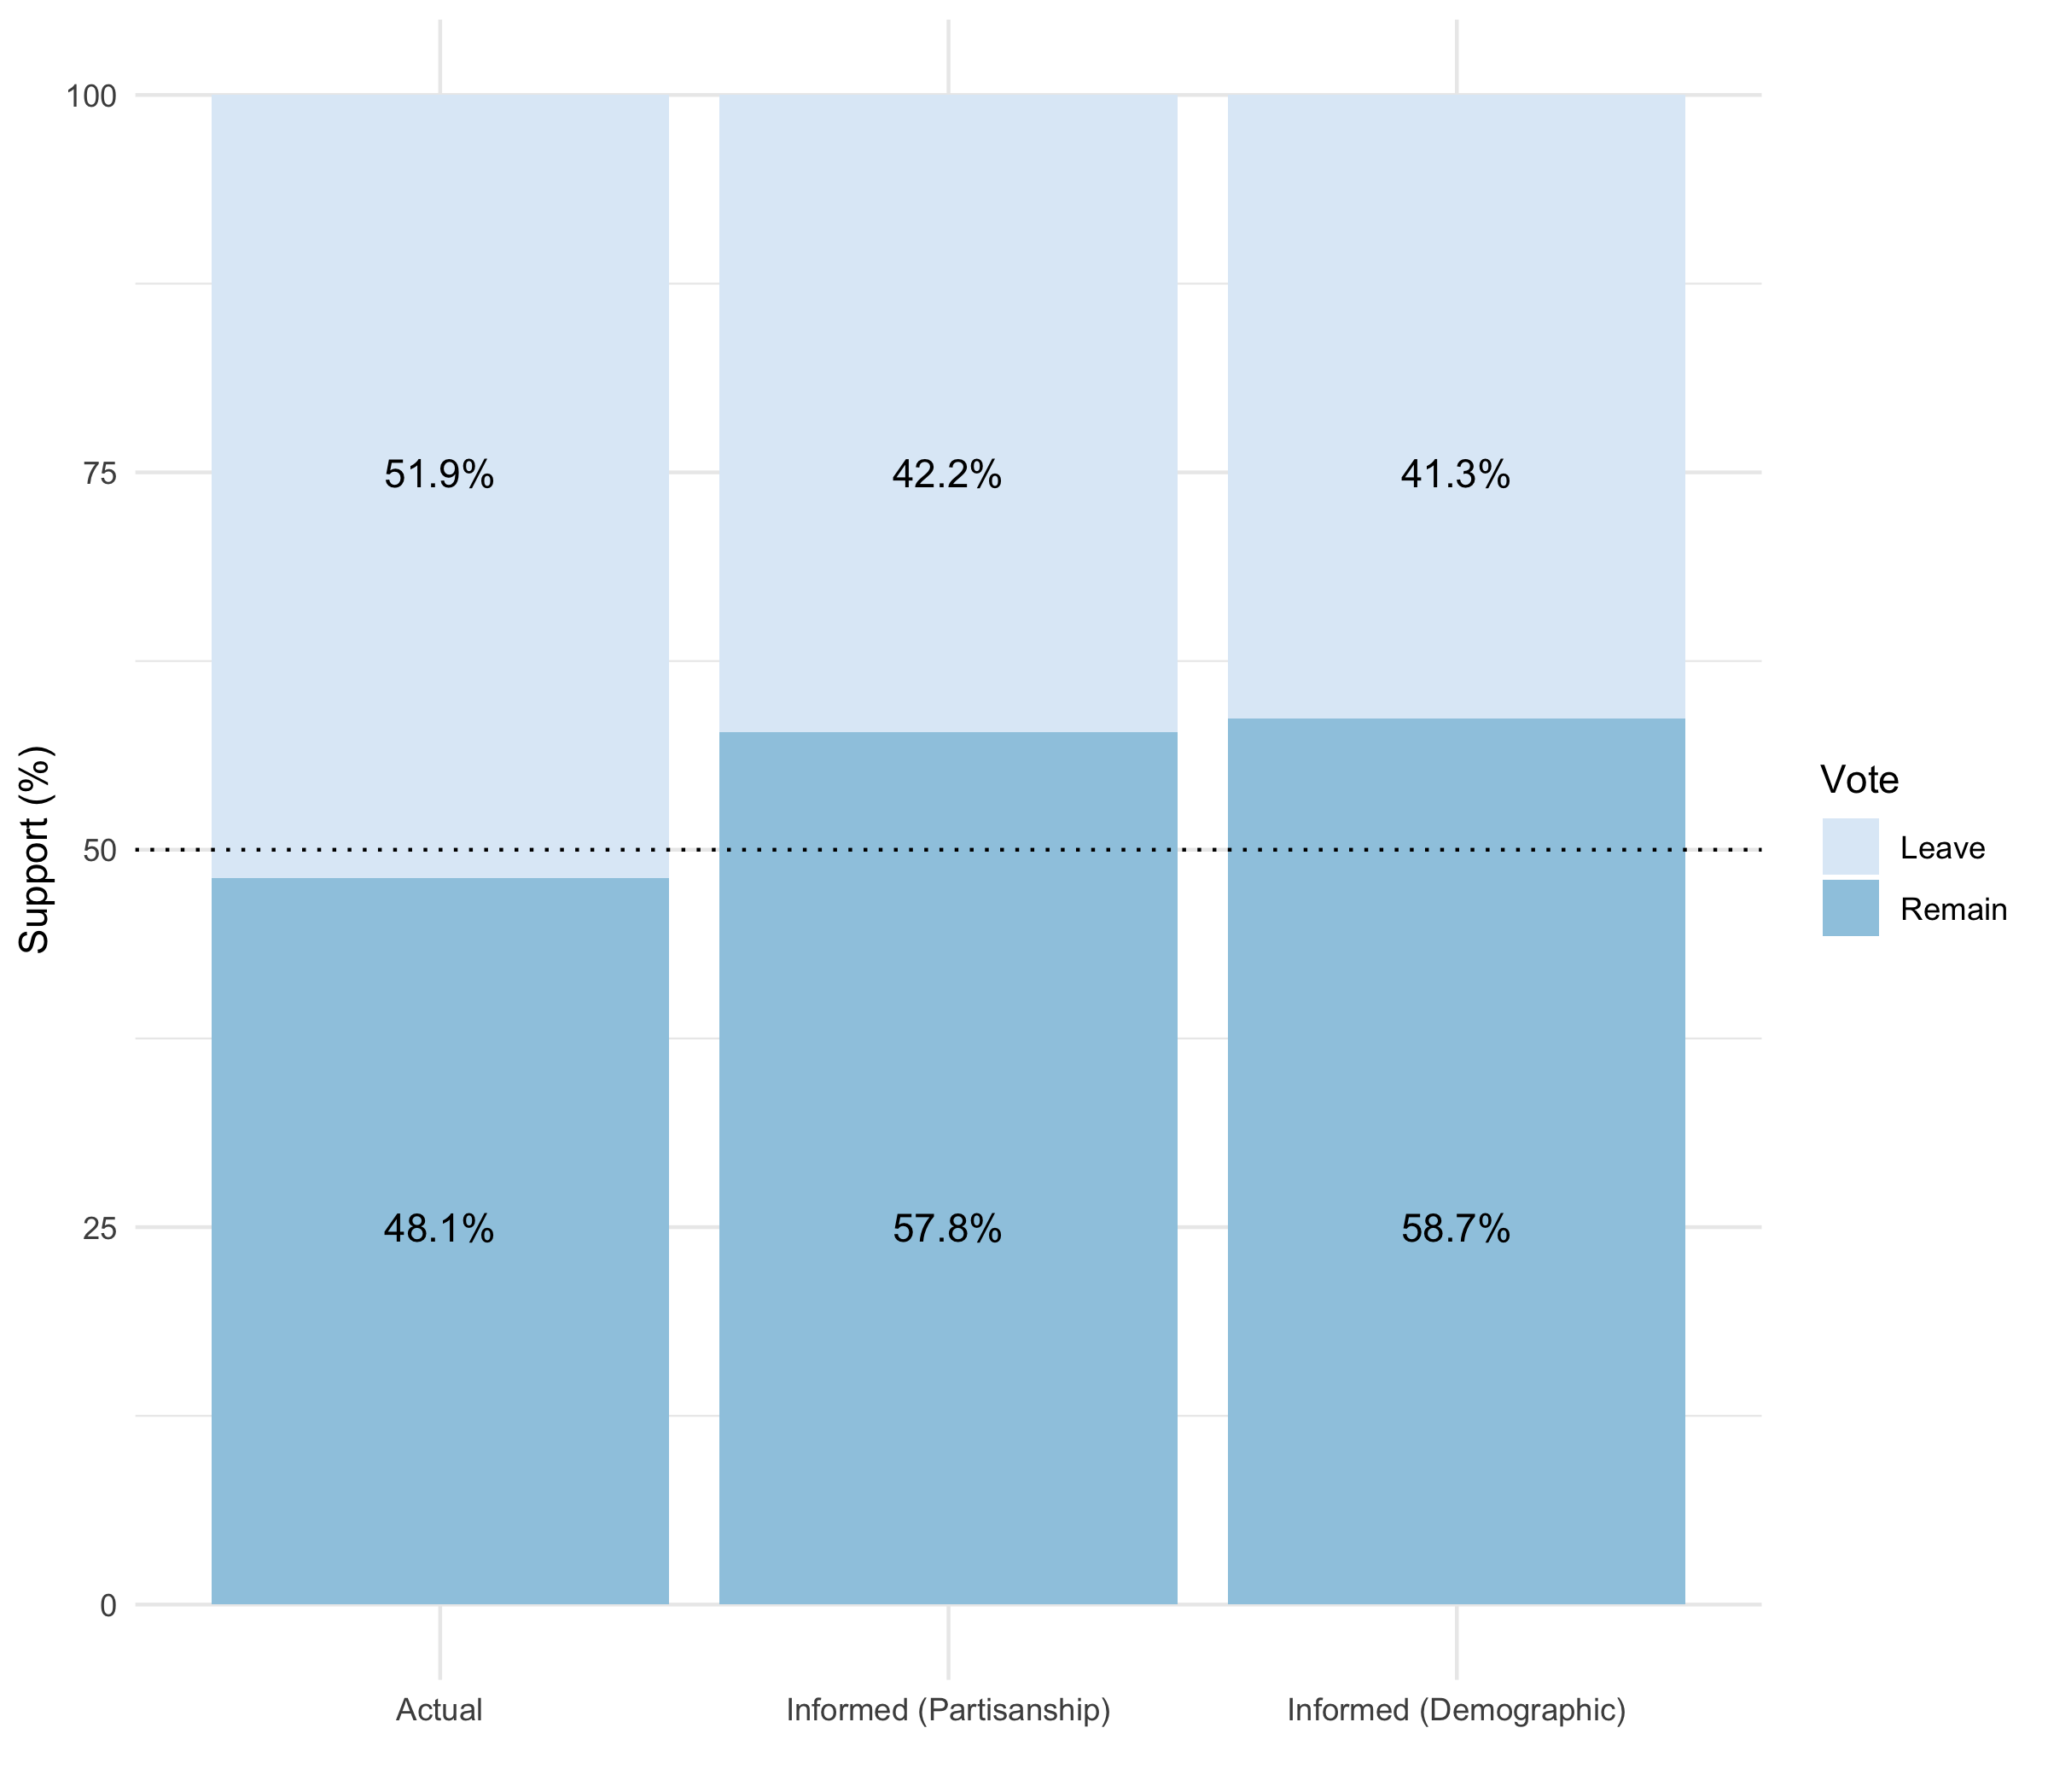 Support (%)
100
75
50
25
0
51.9%
42.2%
41.3%
48.1%
57.8%
58.7%
Actual
Informed (Partisanship)
Informed (Demographic)
Vote
Leave
Remain